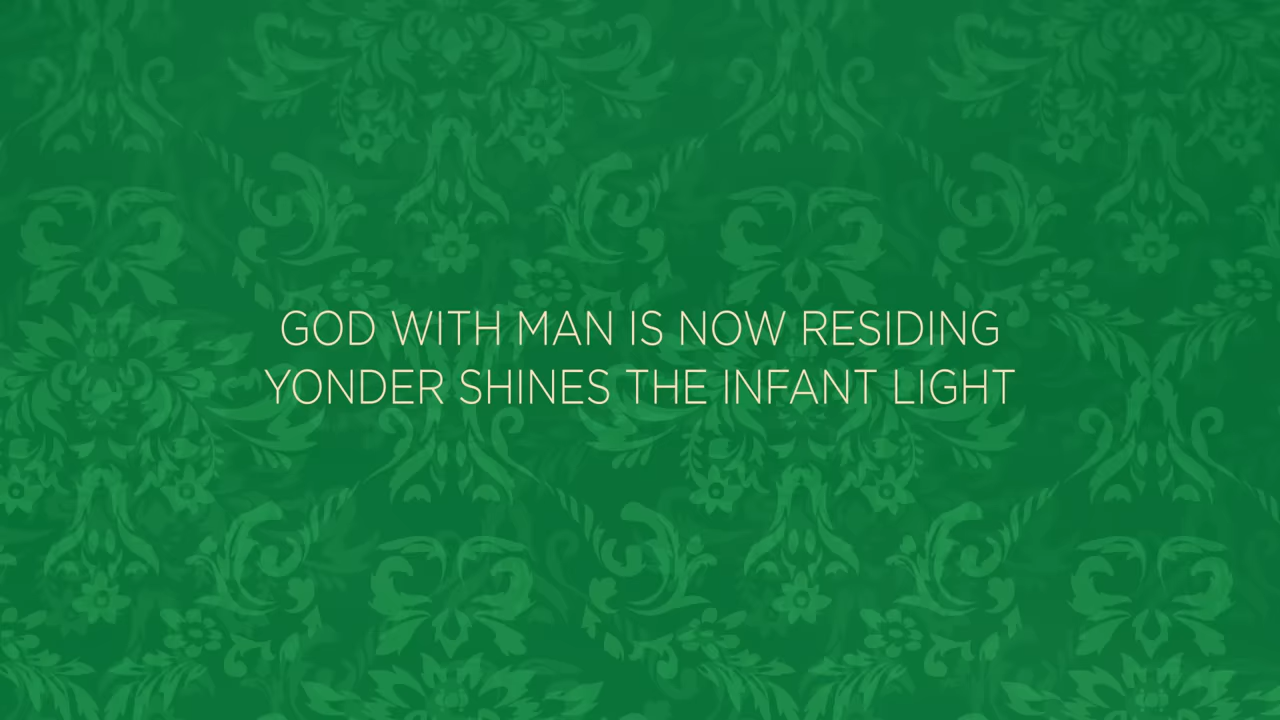 GOD WITH MAN IS NOW RESIDING
YONDER SHINES THE INFANT LIGHT